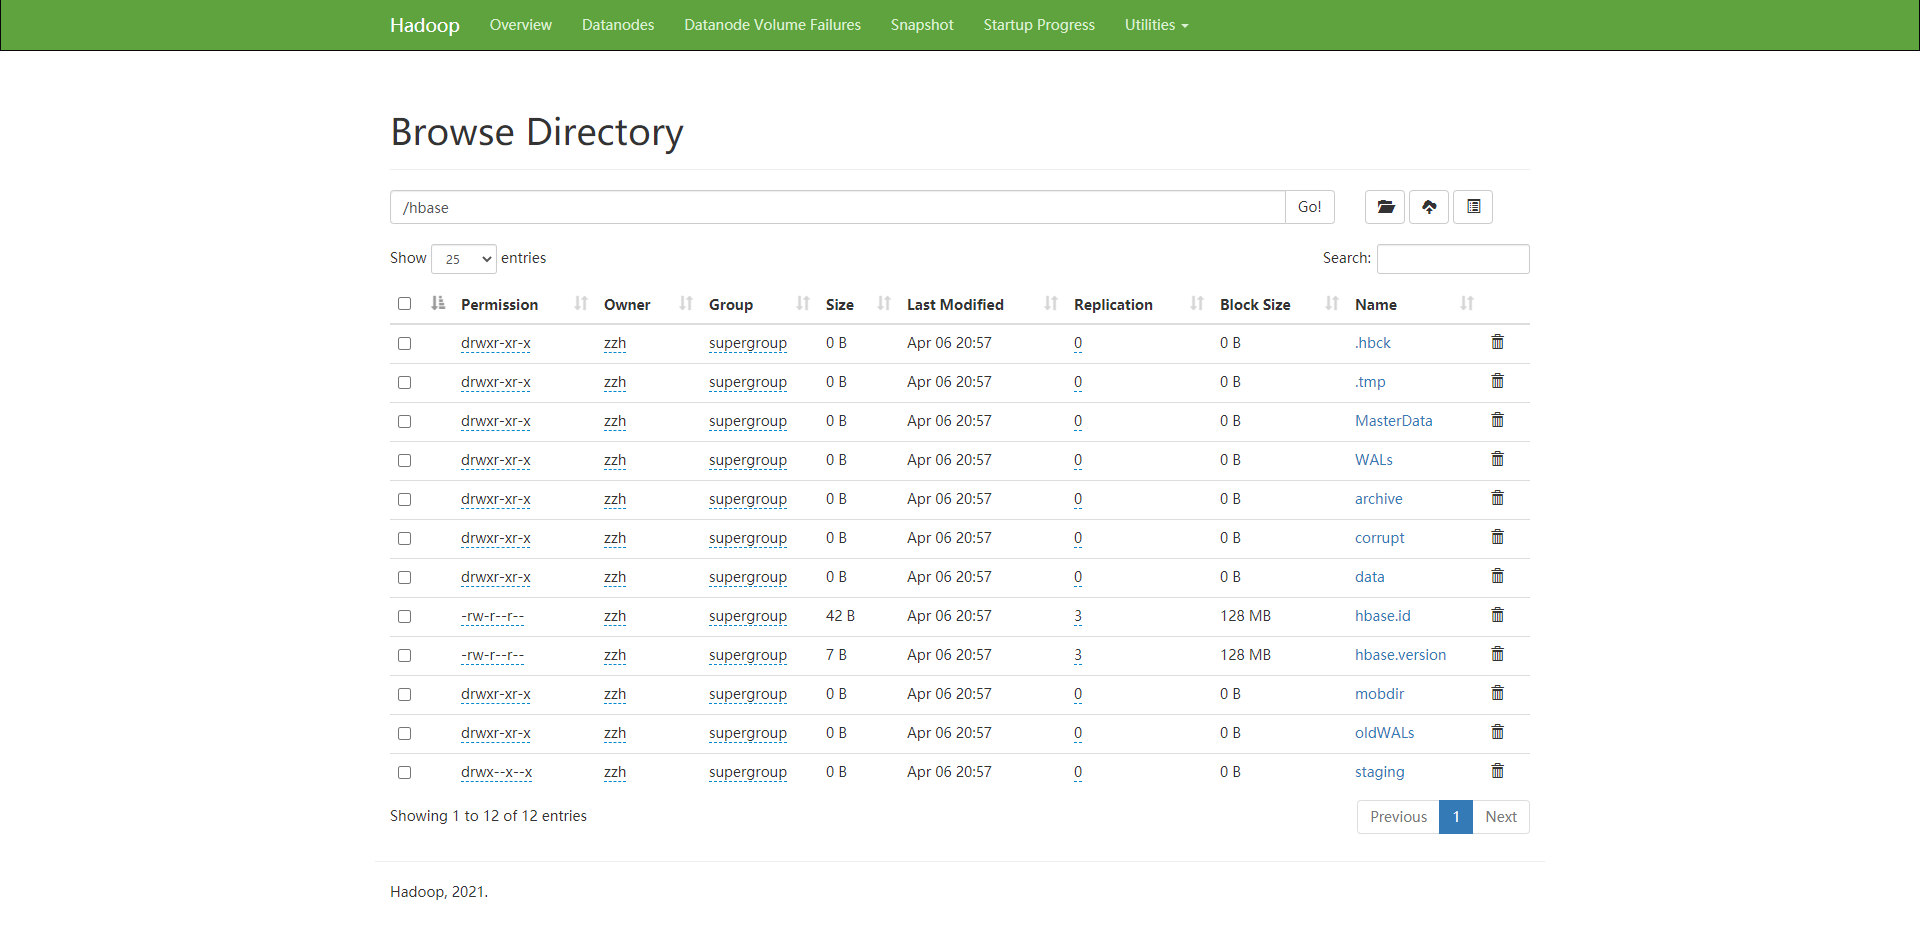 Hadoop Overview Datanodes Datanode Volume Failures Snapshot Startup Progress Utilities
Browse Directory
/hbase Go!
Show 25 entries Search:
Permission Owner Group Size Last Modified Replication Block Size Name
drwxr-xr-x zzh supergroup 0 B Apr 06 20:57 0 0 B .hbck
drwxr-xr-x zzh supergroup 0 B Apr 06 20:57 0 0 B .tmp
drwxr-xr-x zzh supergroup 0 B Apr 06 20:57 0 0 B MasterData
drwxr-xr-x zzh supergroup 0 B Apr 06 20:57 0 0 B WALs
drwxr-xr-x zzh supergroup 0 B Apr 06 20:57 0 0 B archive
drwxr-xr-x zzh supergroup 0 B Apr 06 20:57 0 0 B corrupt
drwxr-xr-x zzh supergroup 0 B Apr 06 20:57 0 0 B data
-rw-r--r-- zzh supergroup 42 B Apr 06 20:57 3 128 MB hbase.id
-rw-r--r-- zzh supergroup 7 B Apr 06 20:57 3 128 MB hbase.version
drwxr-xr-x zzh supergroup 0 B Apr 06 20:57 0 0 B mobdir
drwxr-xr-x zzh supergroup 0 B Apr 06 20:57 0 0 B oldWALs
drwx--x--x zzh supergroup 0 B Apr 06 20:57 0 0 B staging
Showing 1 to 12 of 12 entries Previous 1 Next
Hadoop, 2021.